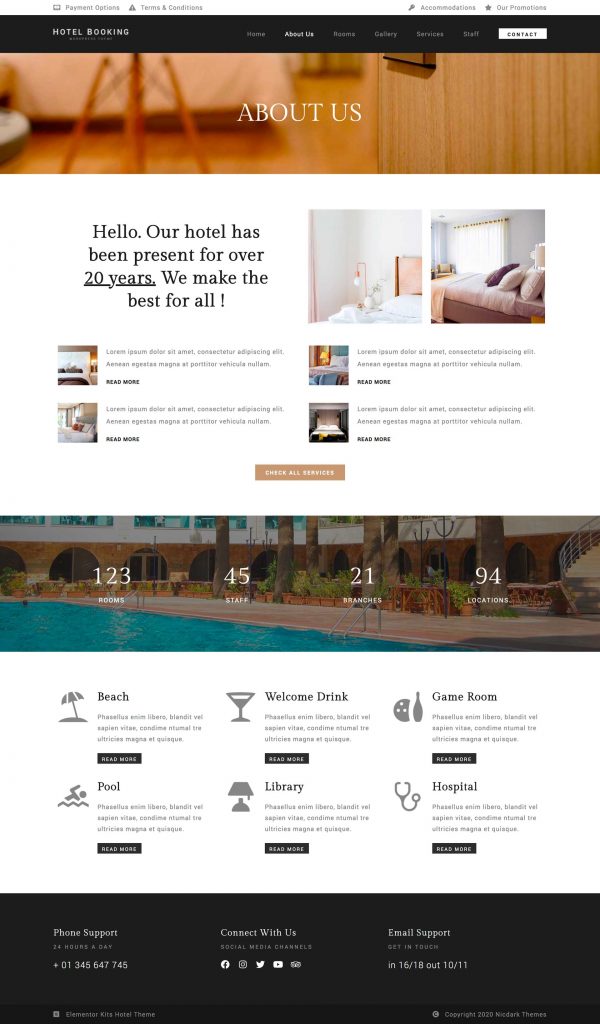 Payment Options Terms & Conditions Accommodations Our Promotions
HOTEL BOOKING
WORDPRESS THEME
Home About Us Rooms Gallery Services Staff CONTACT
ABOUT US
Hello. Our hotel has
been present for over
20 years. We make the
best for all !
Lorem ipsum dolor sit amet, consectetur adipiscing elit.
Aenean egestas magna at porttitor vehicula nullam.
READ MORE
Lorem ipsum dolor sit amet, consectetur adipiscing elit.
Aenean egestas magna at porttitor vehicula nullam.
READ MORE
Lorem ipsum dolor sit amet, consectetur adipiscing elit.
Aenean egestas magna at porttitor vehicula nullam.
READ MORE
Lorem ipsum dolor sit amet, consectetur adipiscing elit.
Aenean egestas magna at porttitor vehicula nullam.
READ MORE
CHECK ALL SERVICES
123 45 21 94
ROOMS STAFF BRANCHES LOCATIONS
Beach
Phasellus enim libero, blandit vel
sapien vitae, condime ntumal tre
ultricies magna et quisque.
READ MORE
Welcome Drink
Phasellus enim libero, blandit vel
sapien vitae, condime ntumal tre
ultricies magna et quisque.
READ MORE
Game Room
Phasellus enim libero, blandit vel
sapien vitae, condime ntumal tre
ultricies magna et quisque.
READ MORE
Pool
Phasellus enim libero, blandit vel
sapien vitae, condime ntumal tre
ultricies magna et quisque.
READ MORE
Library
Phasellus enim libero, blandit vel
sapien vitae, condime ntumal tre
ultricies magna et quisque.
READ MORE
Hospital
Phasellus enim libero, blandit vel
sapien vitae, condime ntumal tre
ultricies magna et quisque.
READ MORE
Phone Support
24 HOURS A DAY
+ 01 345 647 745
Connect With Us
SOCIAL MEDIA CHANNELS
Email Support
GET IN TOUCH
in 16/18 out 10/11
Elementor Kits Hotel Theme Copyright 2020 Nicdark Themes